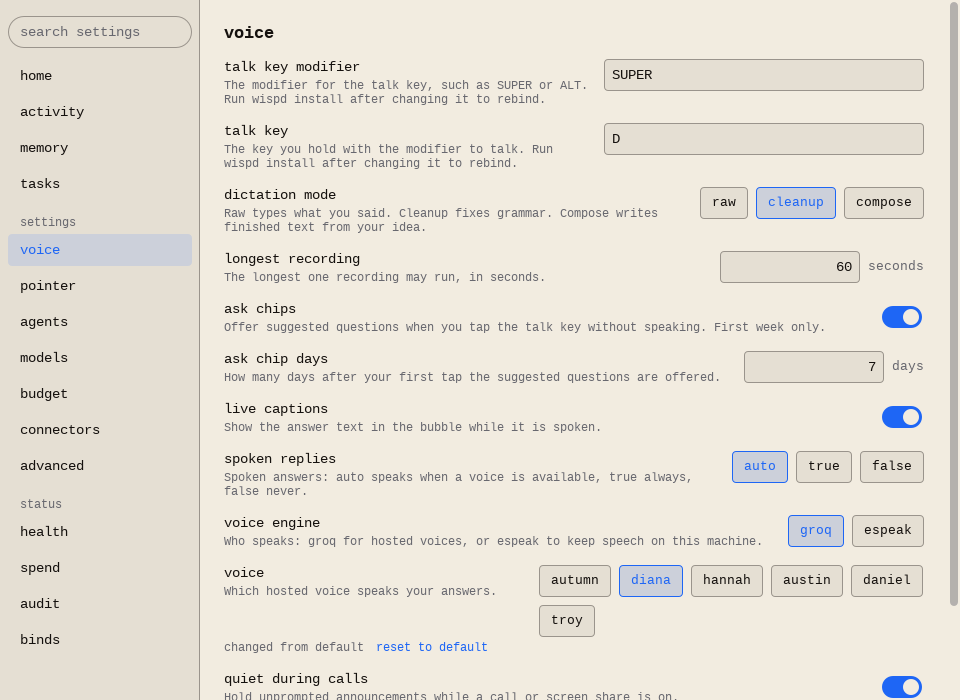 search settings
home
activity
memory
tasks
settings
voice
pointer
agents
models
budget
connectors
advanced
status
health
spend
audit
binds
voice
talk key modifier
The modifier for the talk key, such as SUPER or ALT.
Run wispd install after changing it to rebind.
SUPER
talk key
The key you hold with the modifier to talk. Run
wispd install after changing it to rebind.
D
dictation mode
Raw types what you said. Cleanup fixes grammar. Compose writes
finished text from your idea.
raw cleanup compose
longest recording
The longest one recording may run, in seconds.
60 seconds
ask chips
Offer suggested questions when you tap the talk key without speaking. First week only.
ask chip days
How many days after your first tap the suggested questions are offered.
7 days
live captions
Show the answer text in the bubble while it is spoken.
spoken replies
Spoken answers: auto speaks when a voice is available, true always,
false never.
auto true false
voice engine
Who speaks: groq for hosted voices, or espeak to keep speech on this machine.
groq espeak
voice
Which hosted voice speaks your answers.
autumn diana hannah austin daniel
troy
changed from default reset to default
quiet during calls
Hold unprompted announcements while a call or screen share is on.